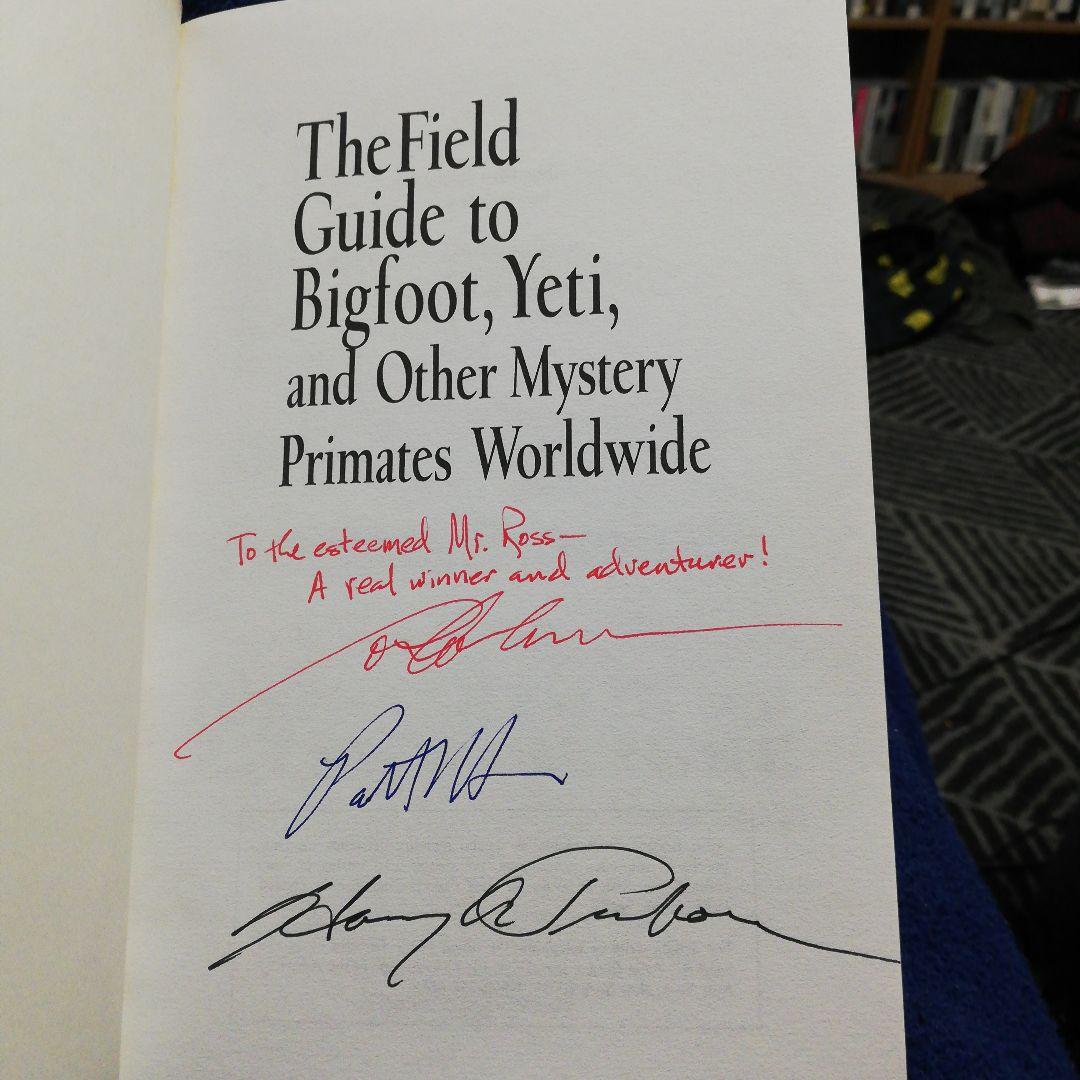 The Field
Guide to
Bigfoot, Yeti,
and Other Mystery
Primates Worldwide
To the esteemed Mr. Ross—
A real winner and adventurer!